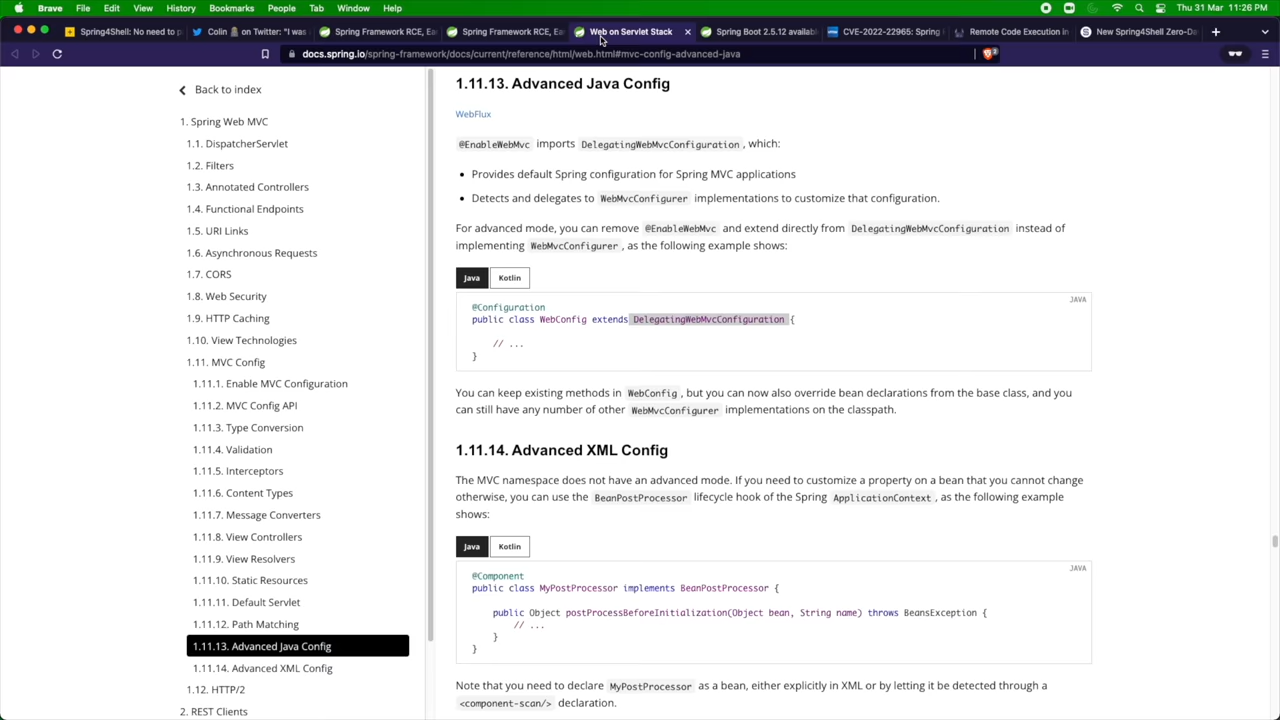 Brave File Edit View History Bookmarks People Tab Window Help Thu 31 Mar 11:26 PM
Spring4Shell: No need to p Colin on Twitter: "I was Spring Framework RCE, Ea Spring Framework RCE, Ea Web on Servlet Stack Spring Boot 2.5.12 availab CVE-2022-22965: Spring Remote Code Execution in New Spring4Shell Zero-Da
docs.spring.io/spring-framework/docs/current/reference/html/web.html#mvc-config-advanced-java
Back to index
1. Spring Web MVC
1.1. DispatcherServlet
1.2. Filters
1.3. Annotated Controllers
1.4. Functional Endpoints
1.5. URI Links
1.6. Asynchronous Requests
1.7. CORS
1.8. Web Security
1.9. HTTP Caching
1.10. View Technologies
1.11. MVC Config
1.11.1. Enable MVC Configuration
1.11.2. MVC Config API
1.11.3. Type Conversion
1.11.4. Validation
1.11.5. Interceptors
1.11.6. Content Types
1.11.7. Message Converters
1.11.8. View Controllers
1.11.9. View Resolvers
1.11.10. Static Resources
1.11.11. Default Servlet
1.11.12. Path Matching
1.11.13. Advanced Java Config
1.11.14. Advanced XML Config
1.12. HTTP/2
2. REST Clients
1.11.13. Advanced Java Config
WebFlux
@EnableWebMvc imports DelegatingWebMvcConfiguration, which:
• Provides default Spring configuration for Spring MVC applications
• Detects and delegates to WebMvcConfigurer implementations to customize that configuration.
For advanced mode, you can remove @EnableWebMvc and extend directly from DelegatingWebMvcConfiguration instead of
implementing WebMvcConfigurer, as the following example shows:
Java Kotlin
JAVA
@Configuration
public class WebConfig extends DelegatingWebMvcConfiguration {
// ...
}
You can keep existing methods in WebConfig, but you can now also override bean declarations from the base class, and you
can still have any number of other WebMvcConfigurer implementations on the classpath.
1.11.14. Advanced XML Config
The MVC namespace does not have an advanced mode. If you need to customize a property on a bean that you cannot change
otherwise, you can use the BeanPostProcessor lifecycle hook of the Spring ApplicationContext, as the following example
shows:
Java Kotlin
JAVA
@Component
public class MyPostProcessor implements BeanPostProcessor {
public Object postProcessBeforeInitialization(Object bean, String name) throws BeansException {
// ...
}
}
Note that you need to declare MyPostProcessor as a bean, either explicitly in XML or by letting it be detected through a
<component-scan/> declaration.